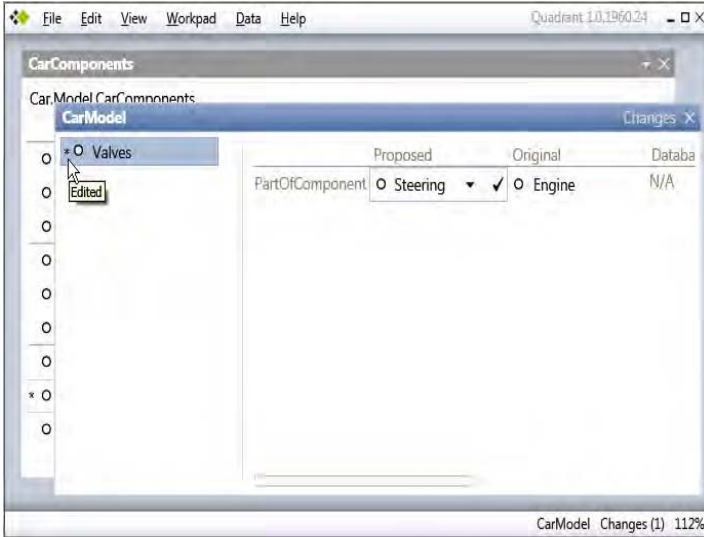 File Edit View Workpad Data Help Quadrant 1.0.1960.24
CarComponents
Car.Model.CarComponents
CarModel Changes
* O Valves
Edited
Proposed Original Databa
PartOfComponent O Steering ✓ O Engine N/A
O
O
O
O
O
O
O
* O
O
CarModel Changes (1) 112%